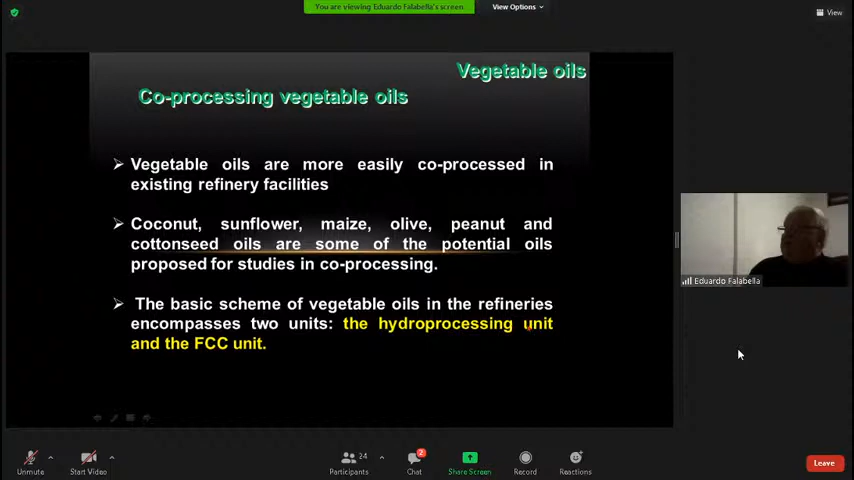 You are viewing Eduardo Falabella's screen
View Options
View
Vegetable oils
Co-processing vegetable oils
Vegetable oils are more easily co-processed in
existing refinery facilities
Coconut, sunflower, maize, olive, peanut and
cottonseed oils are some of the potential oils
proposed for studies in co-processing.
The basic scheme of vegetable oils in the refineries
encompasses two units: the hydroprocessing unit
and the FCC unit.
Eduardo Falabella
24
2
Unmute
Start Video
Participants
Chat
Share Screen
Record
Reactions
Leave